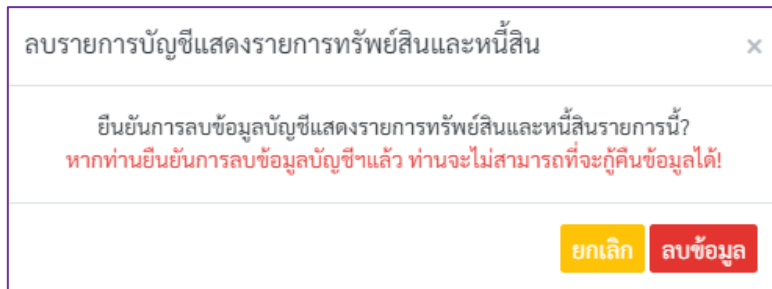 ลบรายการบัญชีแสดงรายการทรัพย์สินและหนี้สิน ×
ยืนยันการลบข้อมูลบัญชีแสดงรายการทรัพย์สินและหนี้สินรายการนี้?
หากท่านยืนยันการลบข้อมูลบัญชีฯแล้ว ท่านจะไม่สามารถที่จะกู้คืนข้อมูลได้!
ยกเลิก ลบข้อมูล